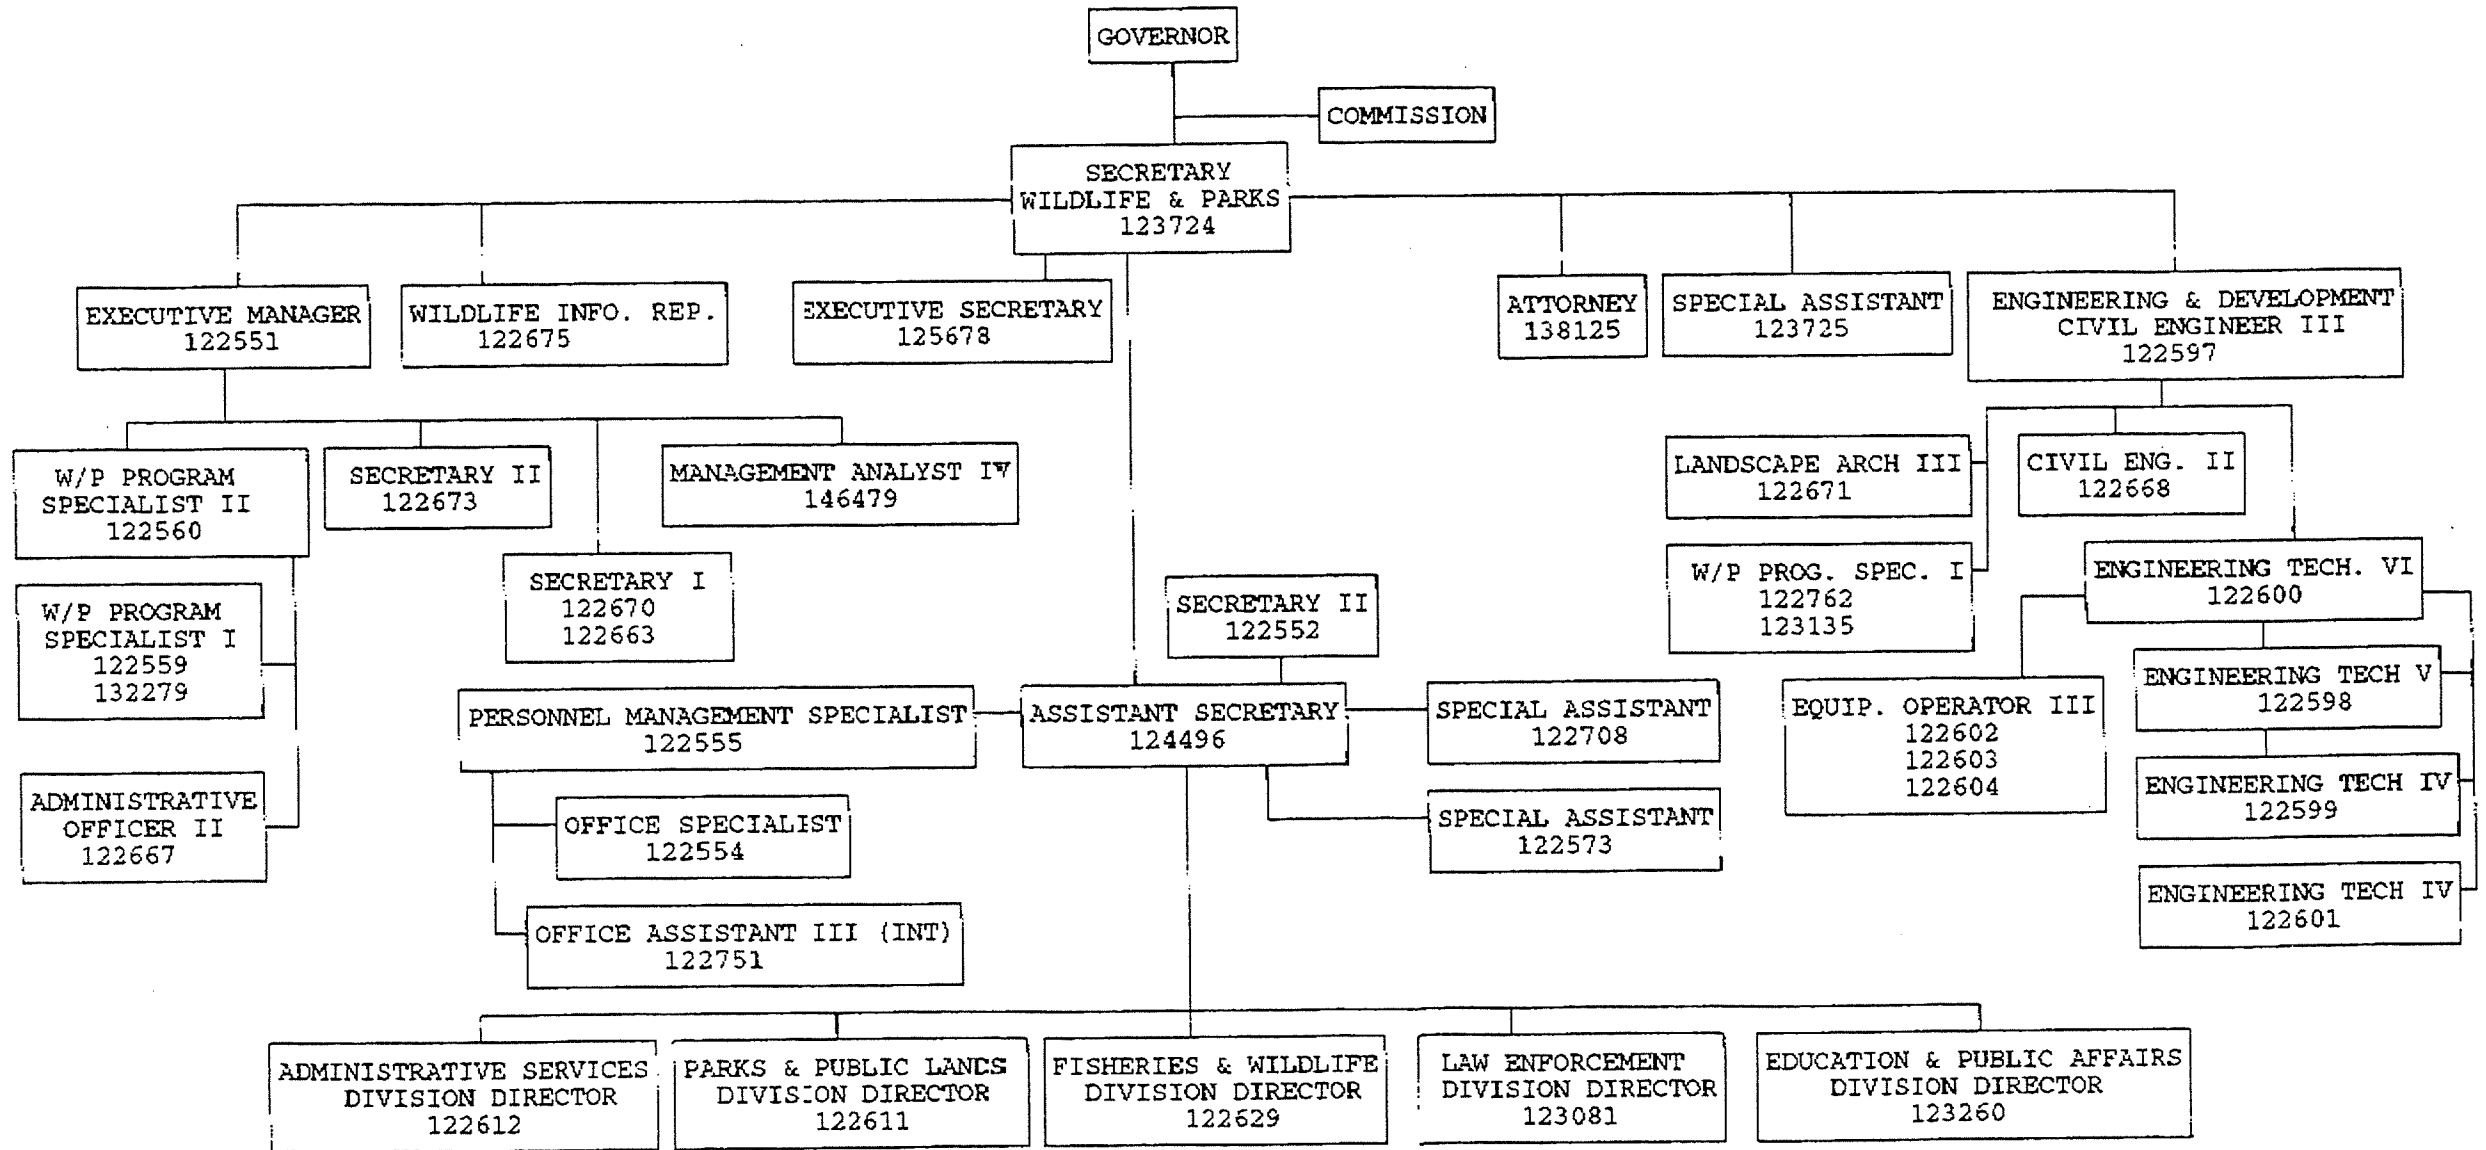 GOVERNOR
COMMISSION
SECRETARY
WILDLIFE & PARKS
123724
EXECUTIVE MANAGER
122551
WILDLIFE INFO. REP.
122675
EXECUTIVE SECRETARY
125678
ATTORNEY
138125
SPECIAL ASSISTANT
123725
ENGINEERING & DEVELOPMENT
CIVIL ENGINEER III
122597
W/P PROGRAM
SPECIALIST II
122560
SECRETARY II
122673
MANAGEMENT ANALYST IV
146479
LANDSCAPE ARCH III
122671
CIVIL ENG. II
122668
SECRETARY I
122670
122663
W/P PROG. SPEC. I
122762
123135
ENGINEERING TECH. VI
122600
W/P PROGRAM
SPECIALIST I
122559
132279
SECRETARY II
122552
ENGINEERING TECH V
122598
PERSONNEL MANAGEMENT SPECIALIST
122555
ASSISTANT SECRETARY
124496
SPECIAL ASSISTANT
122708
EQUIP. OPERATOR III
122602
122603
122604
ENGINEERING TECH IV
122599
ADMINISTRATIVE
OFFICER II
122667
OFFICE SPECIALIST
122554
SPECIAL ASSISTANT
122573
ENGINEERING TECH IV
122601
OFFICE ASSISTANT III (INT)
122751
ADMINISTRATIVE SERVICES
DIVISION DIRECTOR
122612
PARKS & PUBLIC LANDS
DIVISION DIRECTOR
122611
FISHERIES & WILDLIFE
DIVISION DIRECTOR
122629
LAW ENFORCEMENT
DIVISION DIRECTOR
123081
EDUCATION & PUBLIC AFFAIRS
DIVISION DIRECTOR
123260